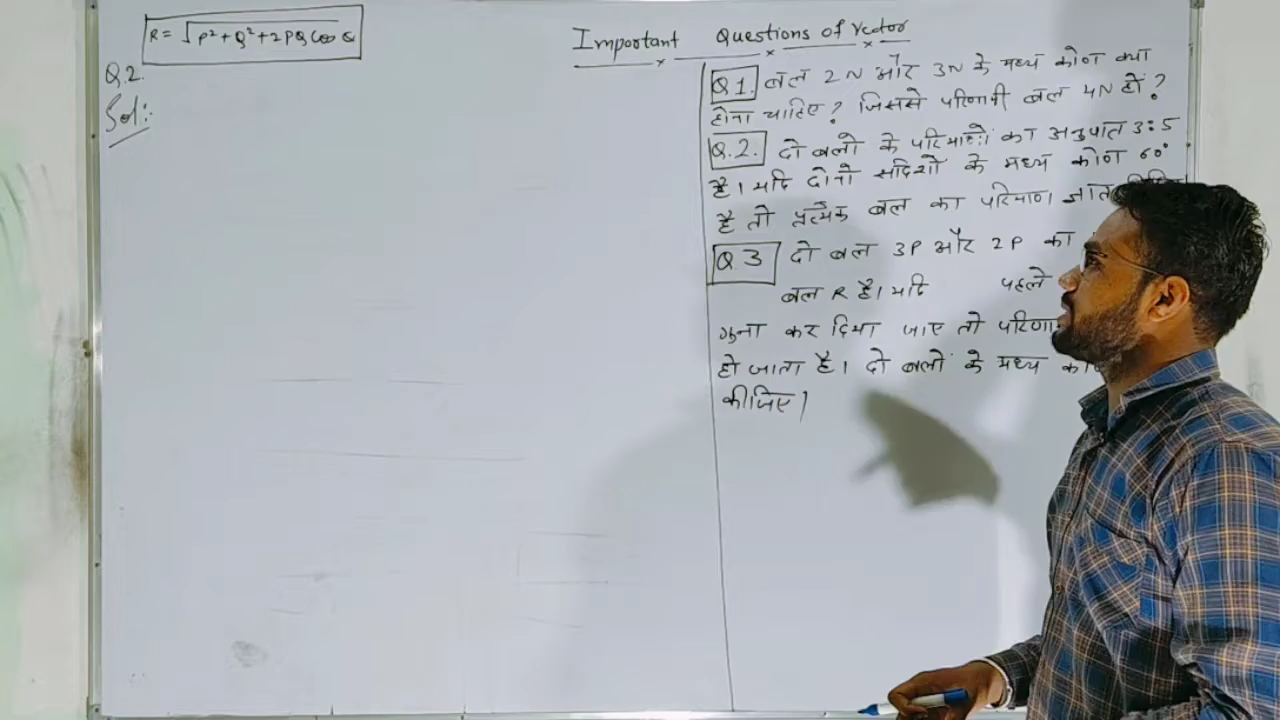 R = √P²+Q²+2PQ Cos θ
Q.2.
Sol:-
Important Questions of Vector
Q 1. बल 2N और 3N के मध्य कोण क्या
होना चाहिए? जिससे परिणामी बल 4N हो?
Q.2. दो बलो के परिमाणों का अनुपात 3:5
है। यदि दोनो सदिशों के मध्य कोण 60°
है तो प्रत्येक बल का परिमाण ज्ञात
Q 3 दो बल 3P और 2P का
बल R है। यदि पहले
गुना कर दिया जाए तो
हो जाता है। दो बलों के मध्य
कीजिए।